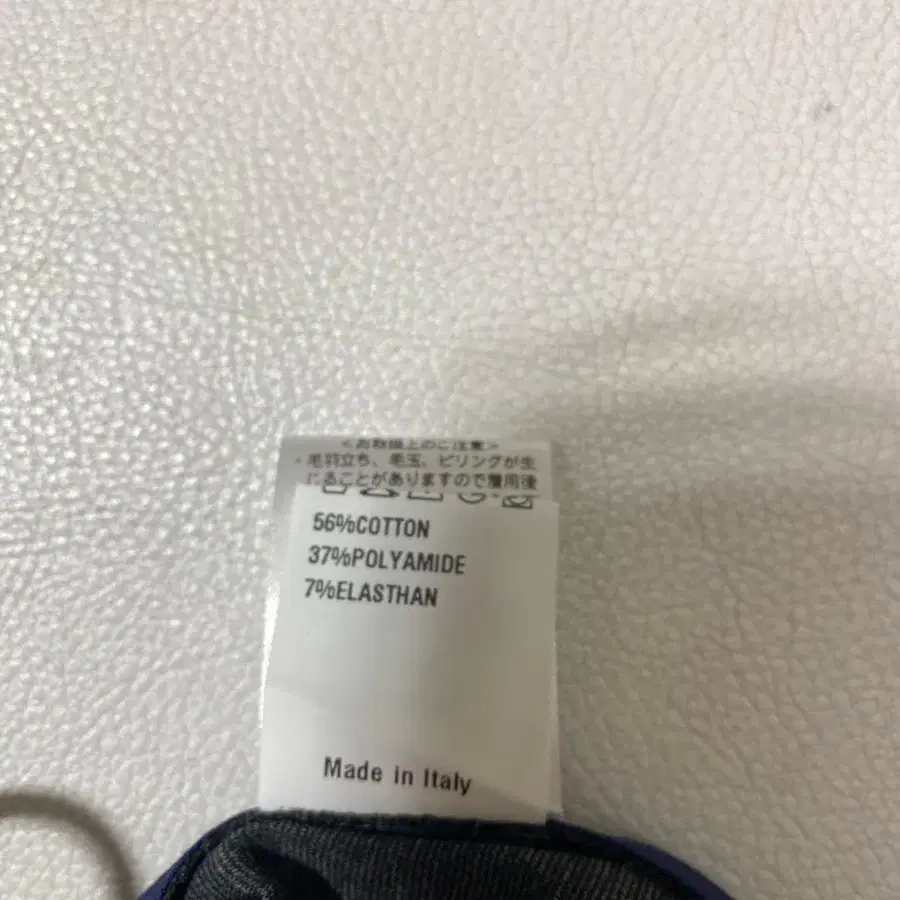 <お取扱上のご注意>
・毛羽立ち、毛玉、ピリングが生
じることがありますので着用後
56%COTTON
37%POLYAMIDE
7%ELASTHAN
Made in Italy